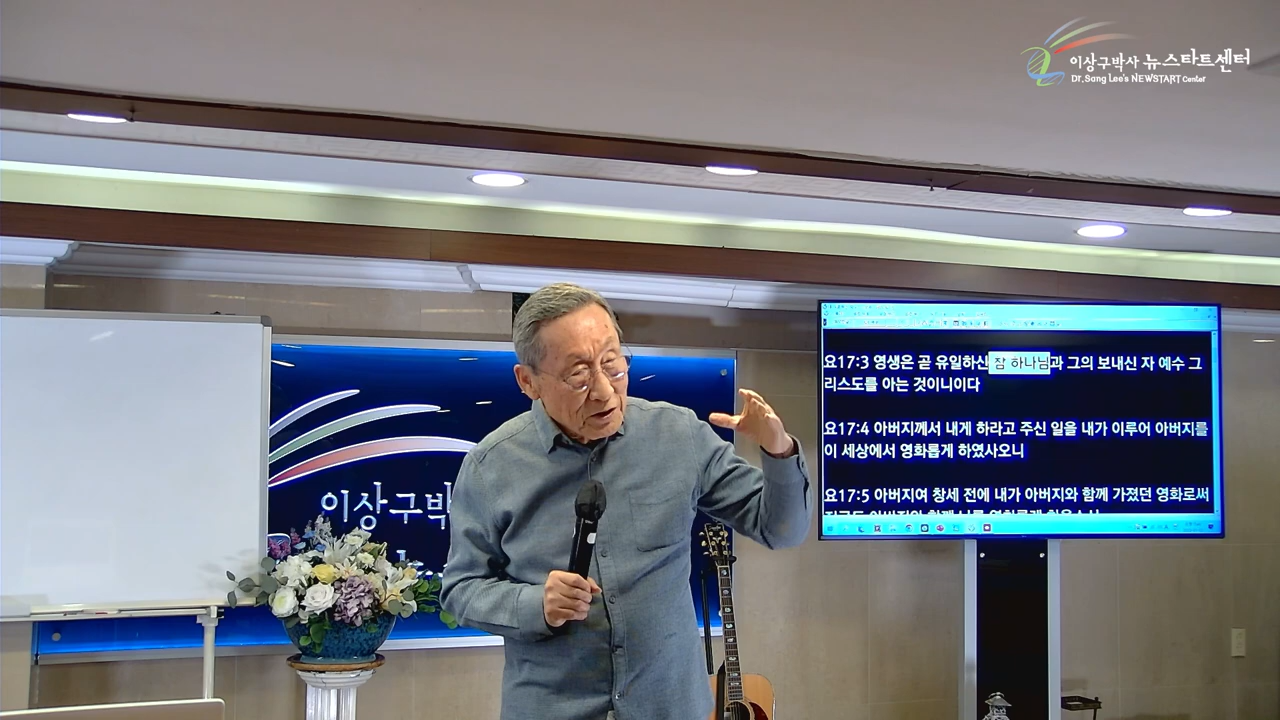 이상구박사 뉴스타트센터
Dr. Sang Lee's NEWSTART Center
이상구박
요17:3 영생은 곧 유일하신 참 하나님과 그의 보내신 자 예수 그
리스도를 아는 것이니이다
요17:4 아버지께서 내게 하라고 주신 일을 내가 이루어 아버지를
이 세상에서 영화롭게 하였사오니
요17:5 아버지여 창세 전에 내가 아버지와 함께 가졌던 영화로써